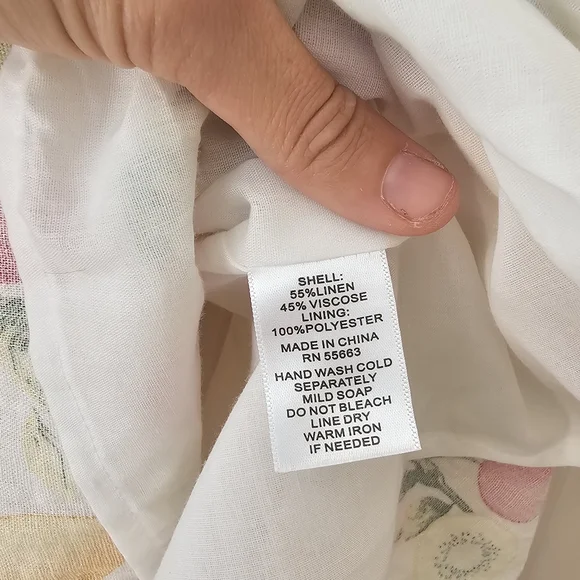 SHELL:
55%LINEN
45% VISCOSE
LINING:
100%POLYESTER
MADE IN CHINA
RN 55663
HAND WASH COLD
SEPARATELY
MILD SOAP
DO NOT BLEACH
LINE DRY
WARM IRON
IF NEEDED